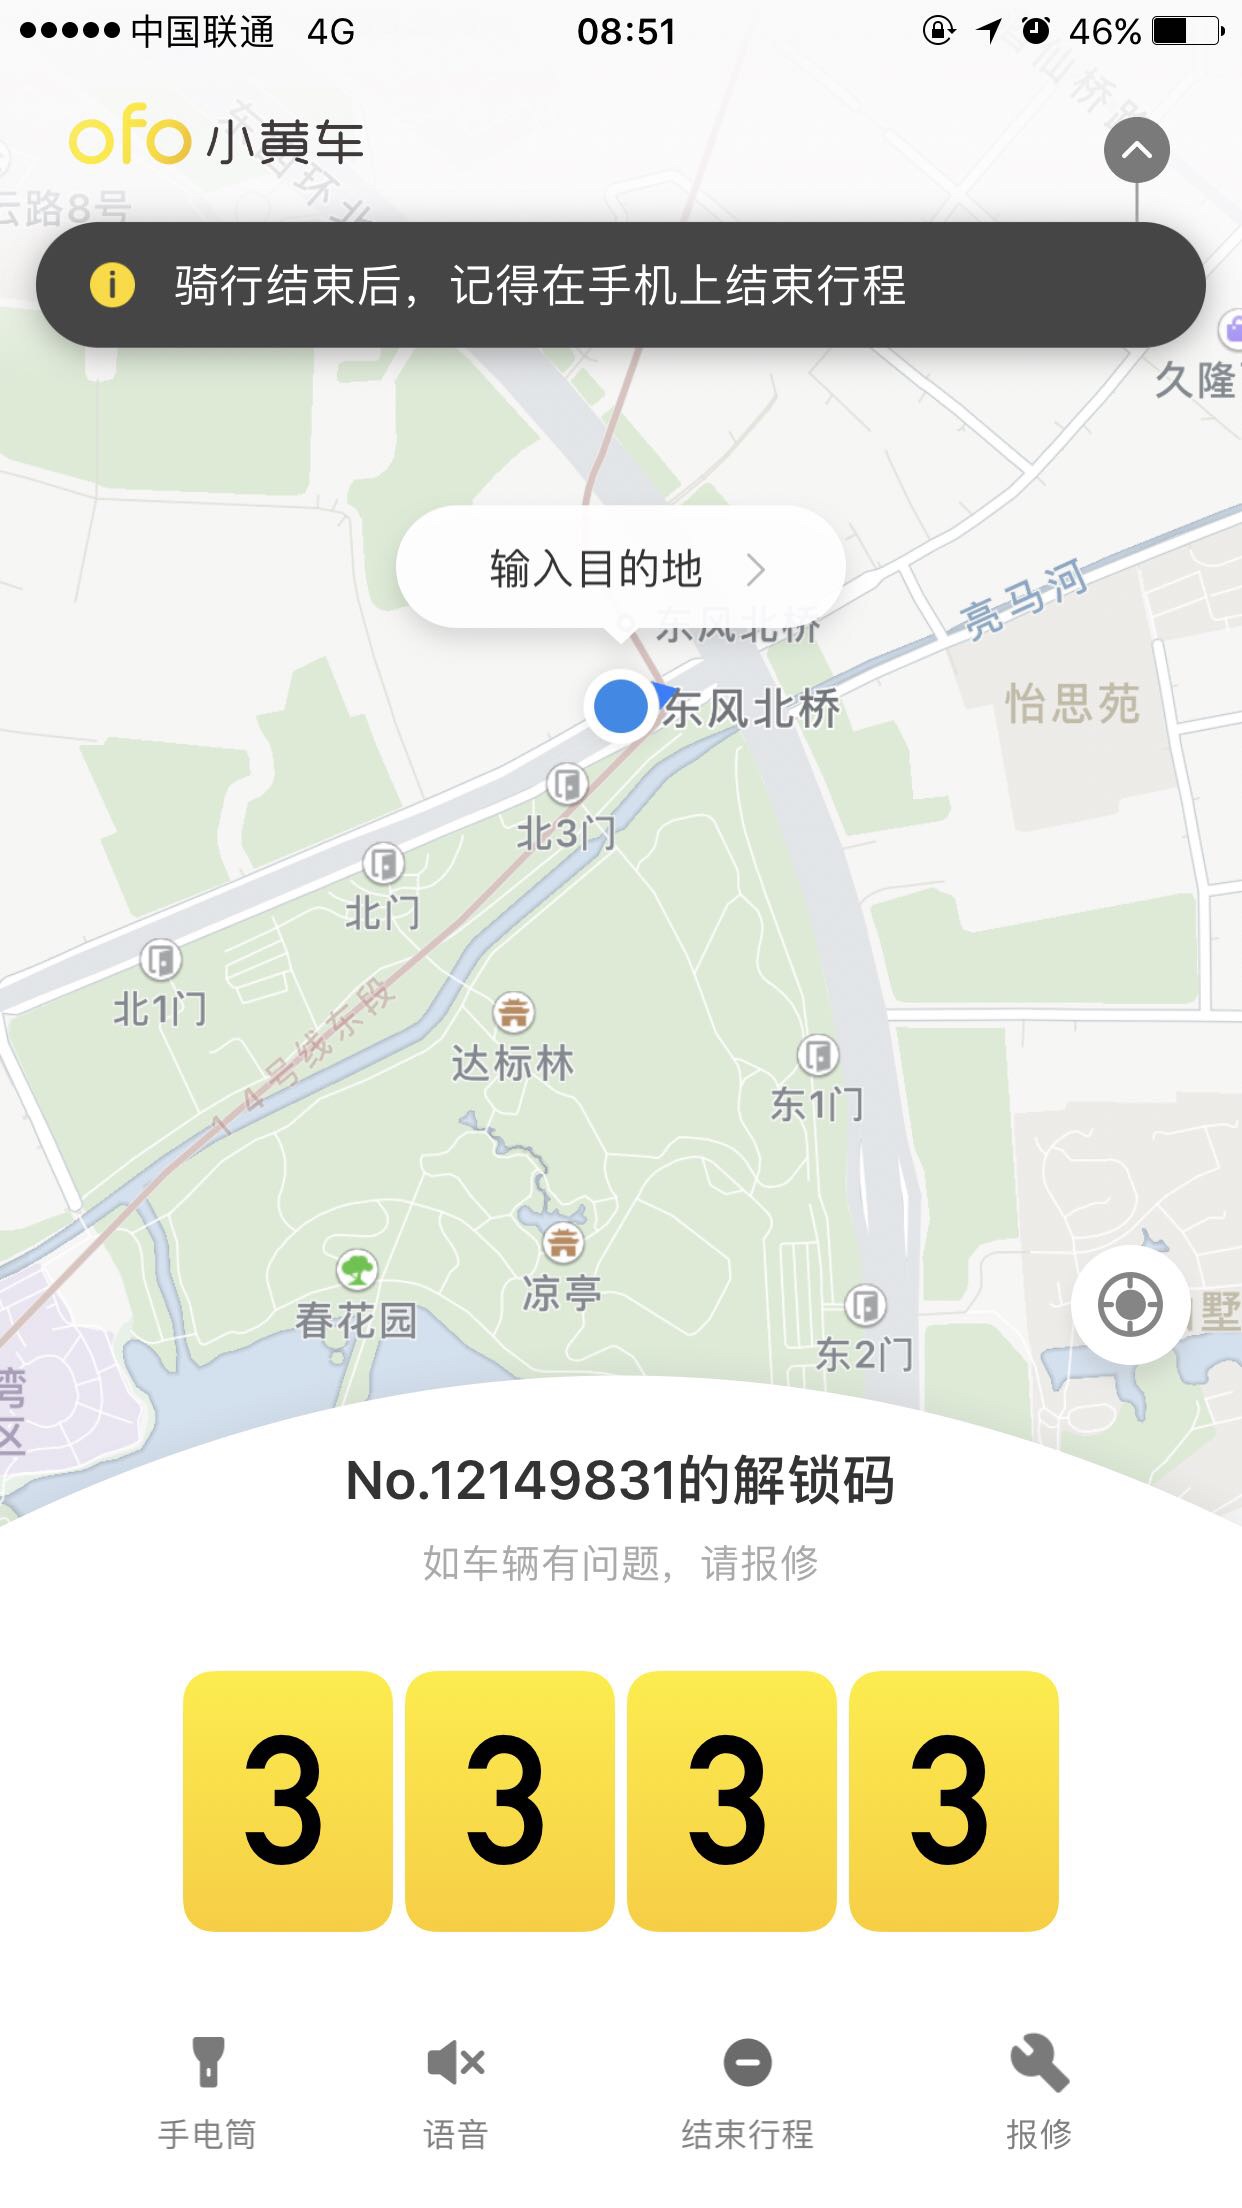 中国联通 4G 08:51 46%
ofo 小黄车
云路8号
骑行结束后，记得在手机上结束行程
久隆
输入目的地
东风北桥
亮马河
东风北桥
怡思苑
北3门
北门
北1门
14号线东段
达标林
东1门
凉亭
春花园
墅
东2门
湾
区
No.12149831的解锁码
如车辆有问题，请报修
3 3 3 3
手电筒 语音 结束行程 报修